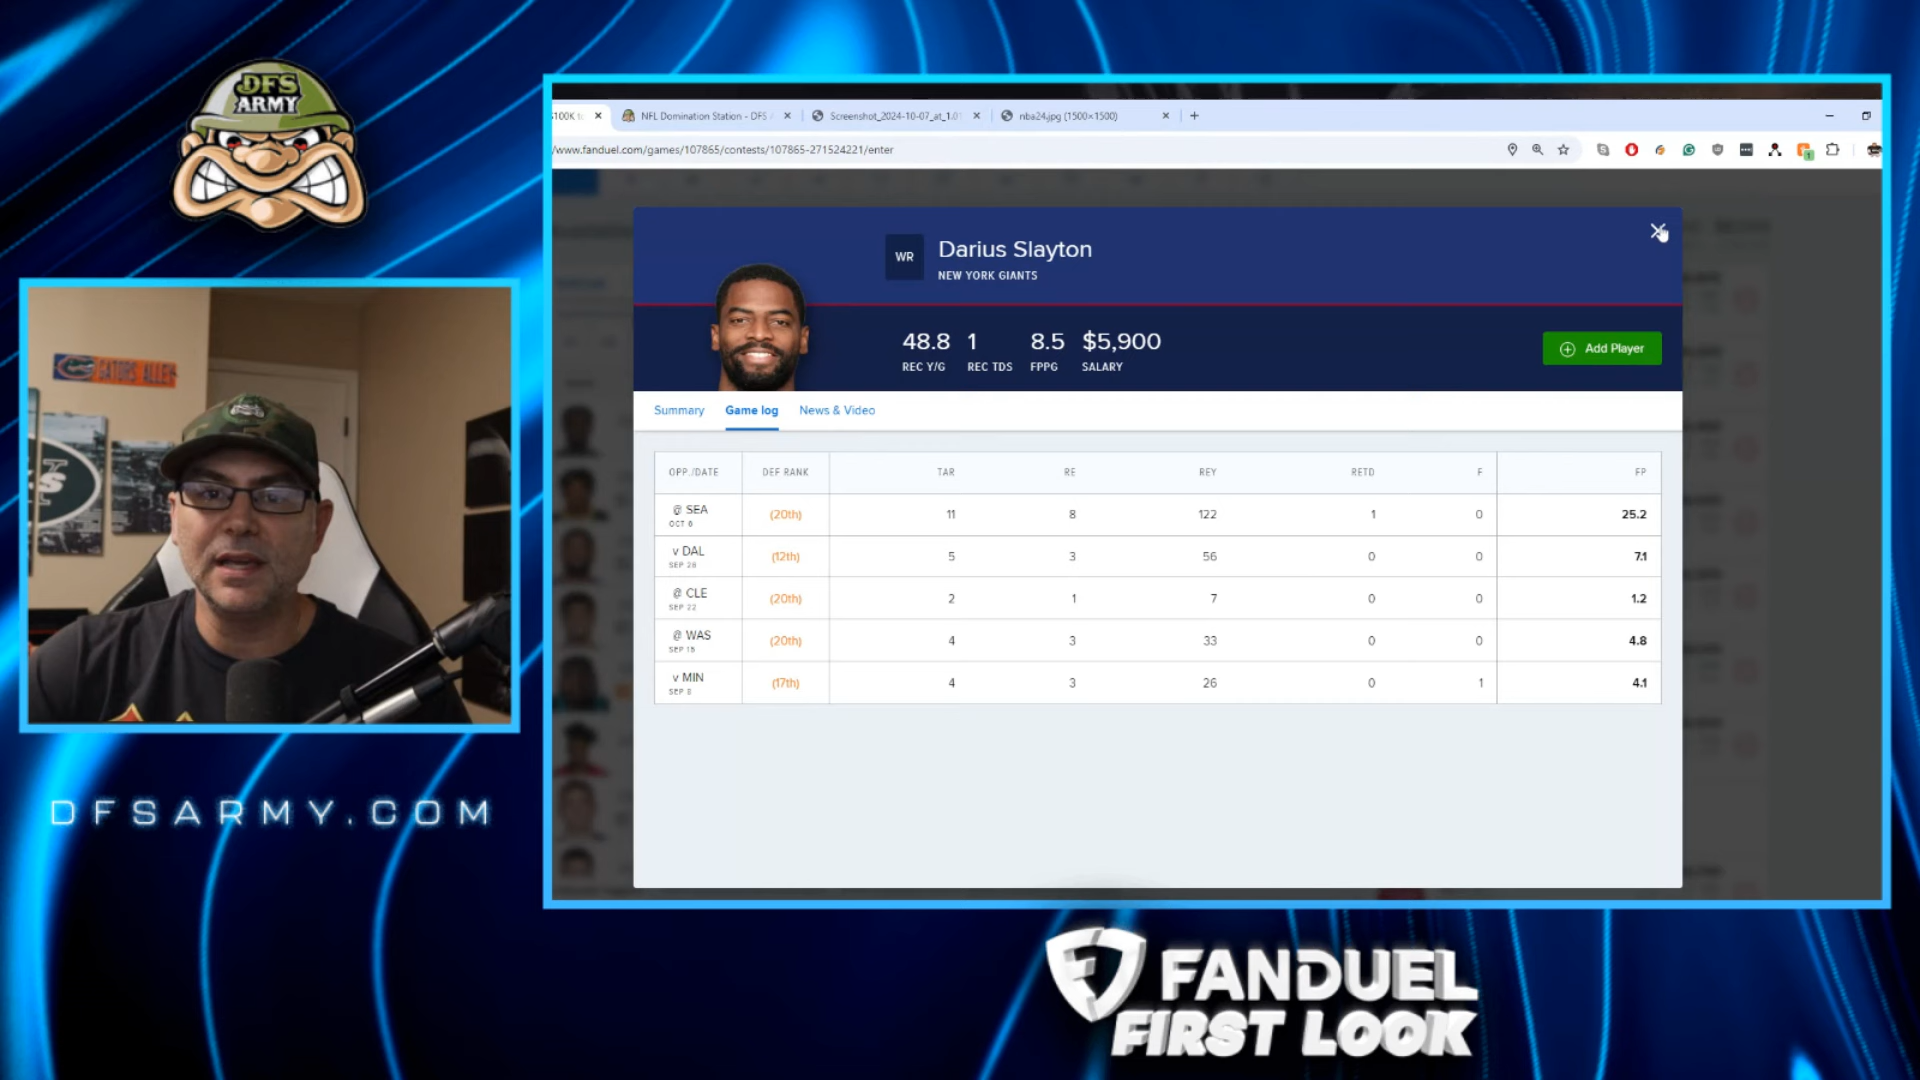 DFS
ARMY
$100K to
NFL Domination Station - DFS A
Screenshot_2024-10-07_at_1.01
nba24.jpg (1500×1500)
/www.fanduel.com/games/107865/contests/107865-271524221/enter
WR
Darius Slayton
NEW YORK GIANTS
48.8 1 8.5 $5,900
REC Y/G REC TDS FPPG SALARY
Add Player
Summary Game log News & Video
OPP./DATE DEF RANK TAR RE REY RETD F FP
@ SEA (20th) 11 8 122 1 0 25.2
OCT 6
v DAL (12th) 5 3 56 0 0 7.1
SEP 26
@ CLE (20th) 2 1 7 0 0 1.2
SEP 22
@ WAS (20th) 4 3 33 0 0 4.8
SEP 15
v MIN (17th) 4 3 26 0 1 4.1
SEP 8
GATORS ALLEY
DFSARMY.COM
FANDUEL
FIRST LOOK